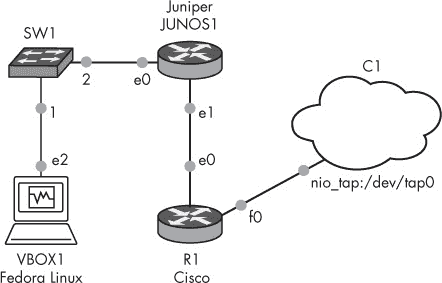 Juniper
JUNOS1
SW1
C1
2
e0
1
e1
e2
e0
nio_tap:/dev/tap0
f0
VBOX1
Fedora Linux
R1
Cisco